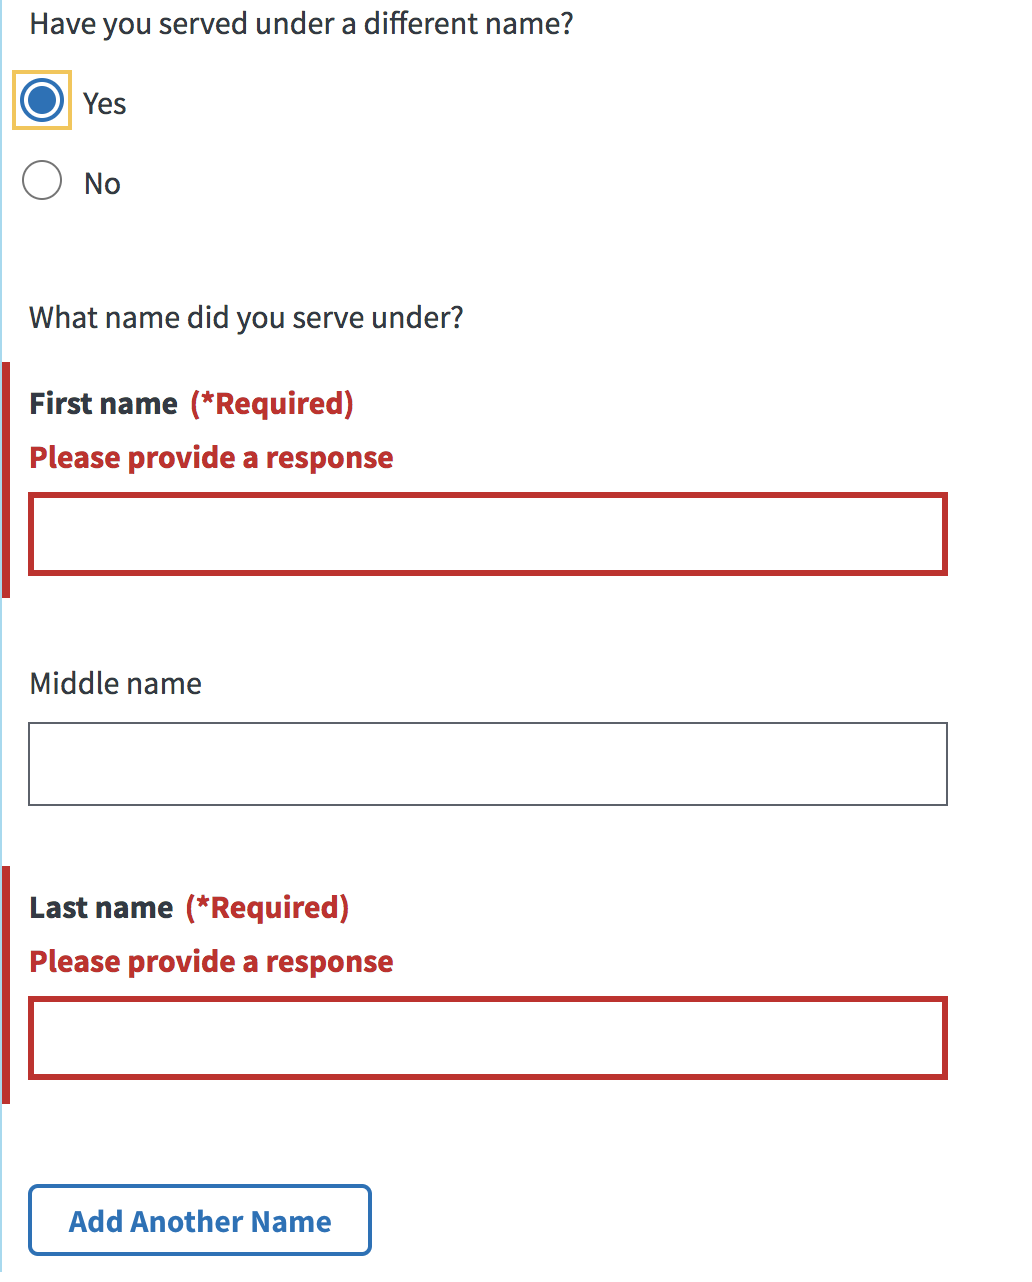 Have you served under a different name?
Yes
No
What name did you serve under?
First name (*Required)
Please provide a response
Middle name
Last name (*Required)
Please provide a response
Add Another Name